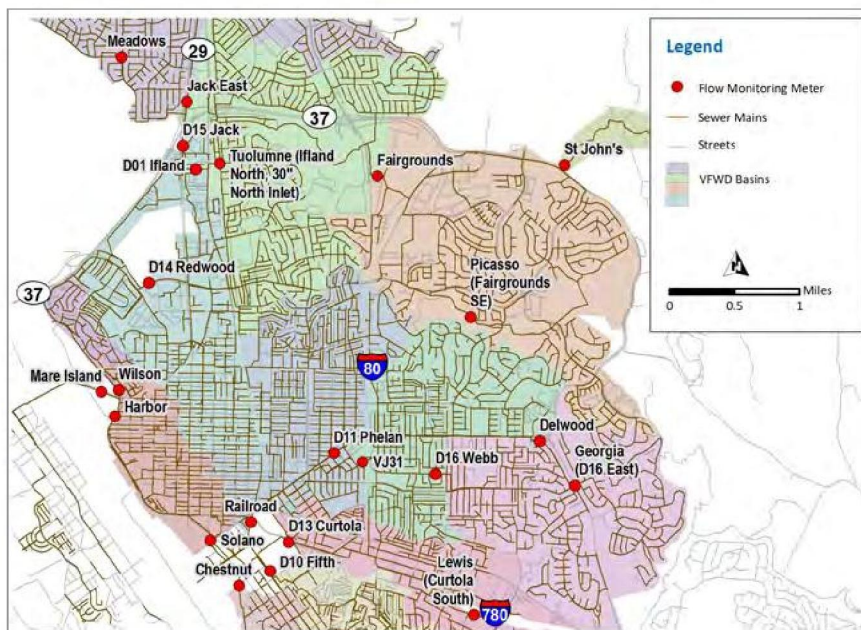 Meadows
29
Jack East
37
D15 Jack
D01 Ifland
Tuolumne (Ifland
North, 30"
North Inlet)
Fairgrounds
St John's
D14 Redwood
37
Picasso
(Fairgrounds
SE)
80
Mare Island
Wilson
Harbor
D11 Phelan
VJ31
D16 Webb
Delwood
Georgia
(D16 East)
Railroad
Solano
D13 Curtola
Chestnut
D10 Fifth
Lewis
(Curtola
South)
780
Legend
Flow Monitoring Meter
Sewer Mains
Streets
VFWD Basins
N
Miles
0 0.5 1